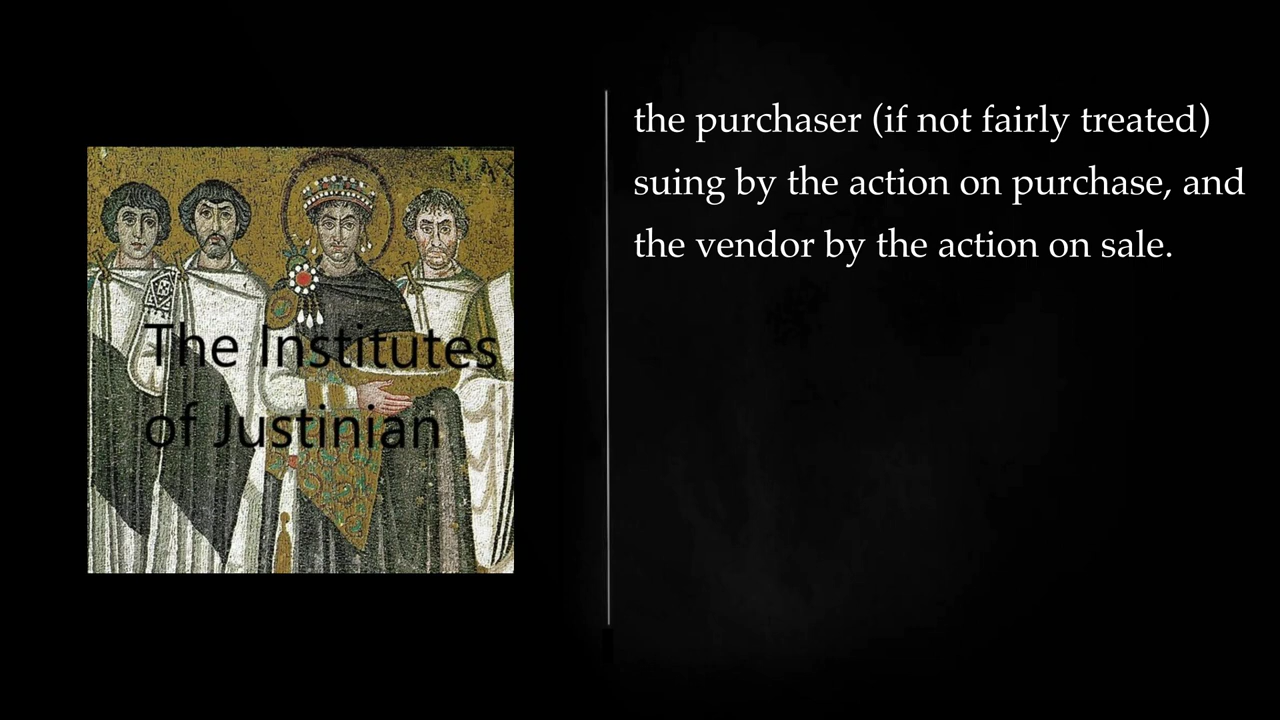 MAX
The Institutes
of Justinian
the purchaser (if not fairly treated)
suing by the action on purchase, and
the vendor by the action on sale.